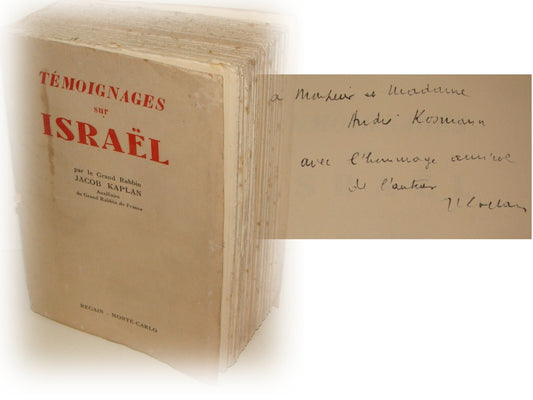 TÉMOIGNAGES
sur
ISRAËL
par le Grand Rabbin
JACOB KAPLAN
Auxiliaire
du Grand Rabbin de France
REGAIN - MONTE-CARLO
a Monsieur et Madame
André Kosmann
avec l'hommage amical
de l'auteur